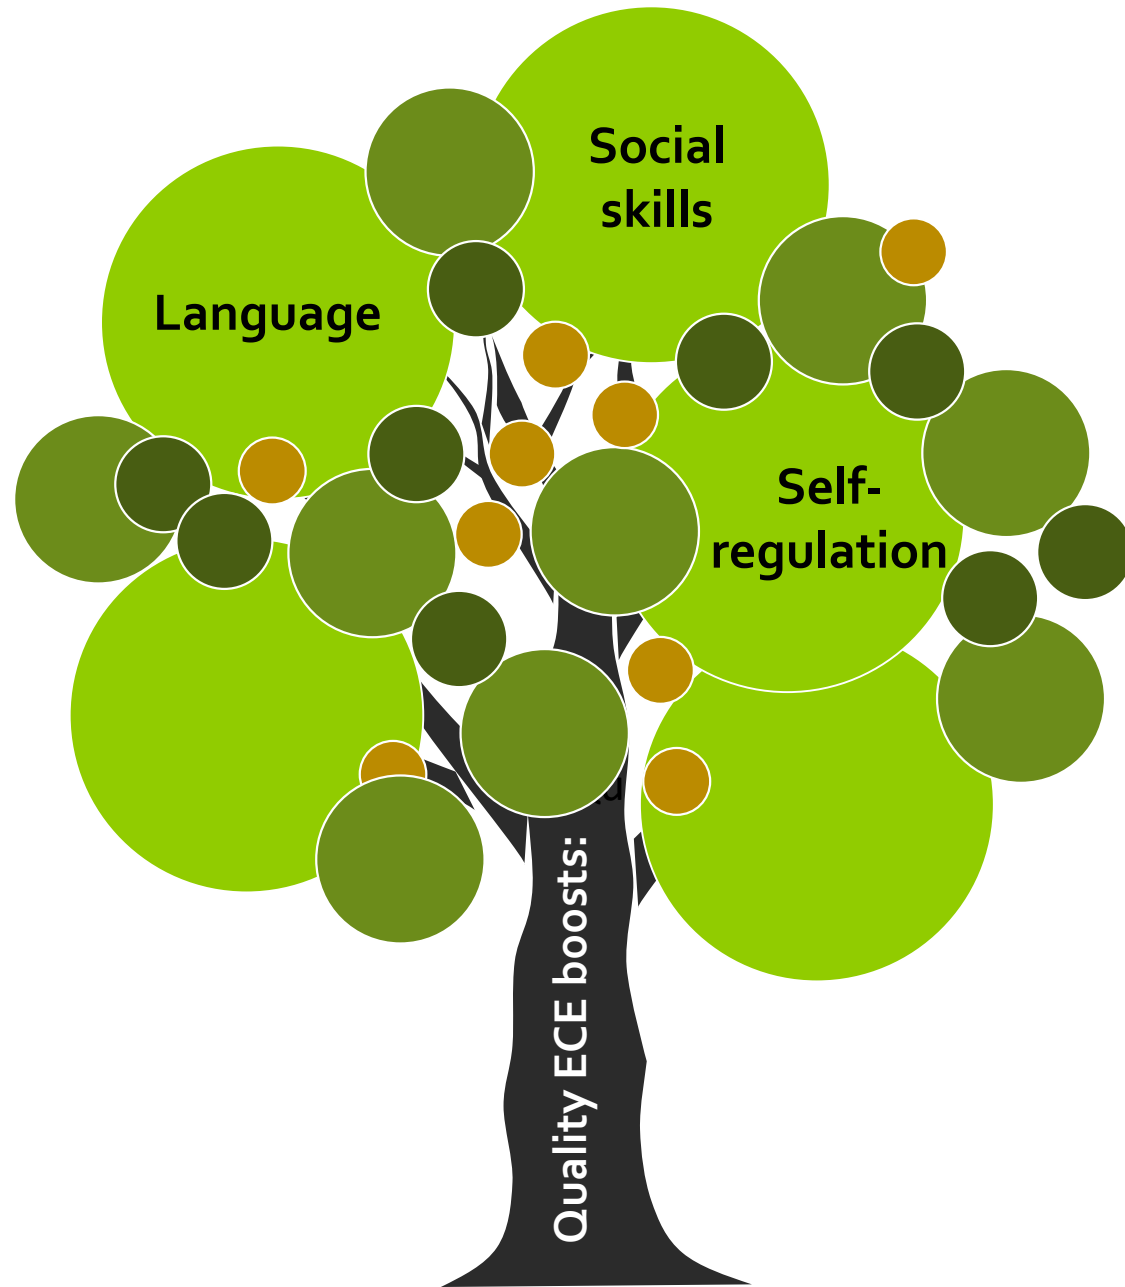 Social
skills
Language
Self-
regulation
Quality ECE boosts: